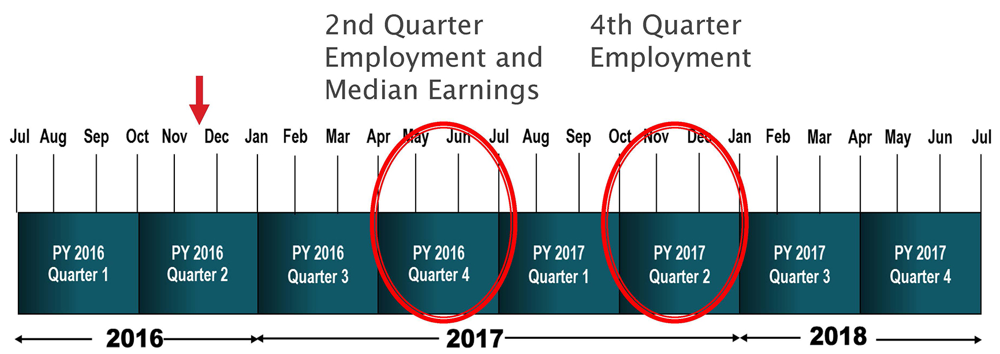 2nd Quarter
Employment and
Median Earnings
4th Quarter
Employment
Jul Aug Sep Oct Nov Dec Jan Feb Mar Apr May Jun Jul Aug Sep Oct Nov Dec Jan Feb Mar Apr May Jun Jul
PY 2016
Quarter 1
PY 2016
Quarter 2
PY 2016
Quarter 3
PY 2016
Quarter 4
PY 2017
Quarter 1
PY 2017
Quarter 2
PY 2017
Quarter 3
PY 2017
Quarter 4
2016 2017 2018